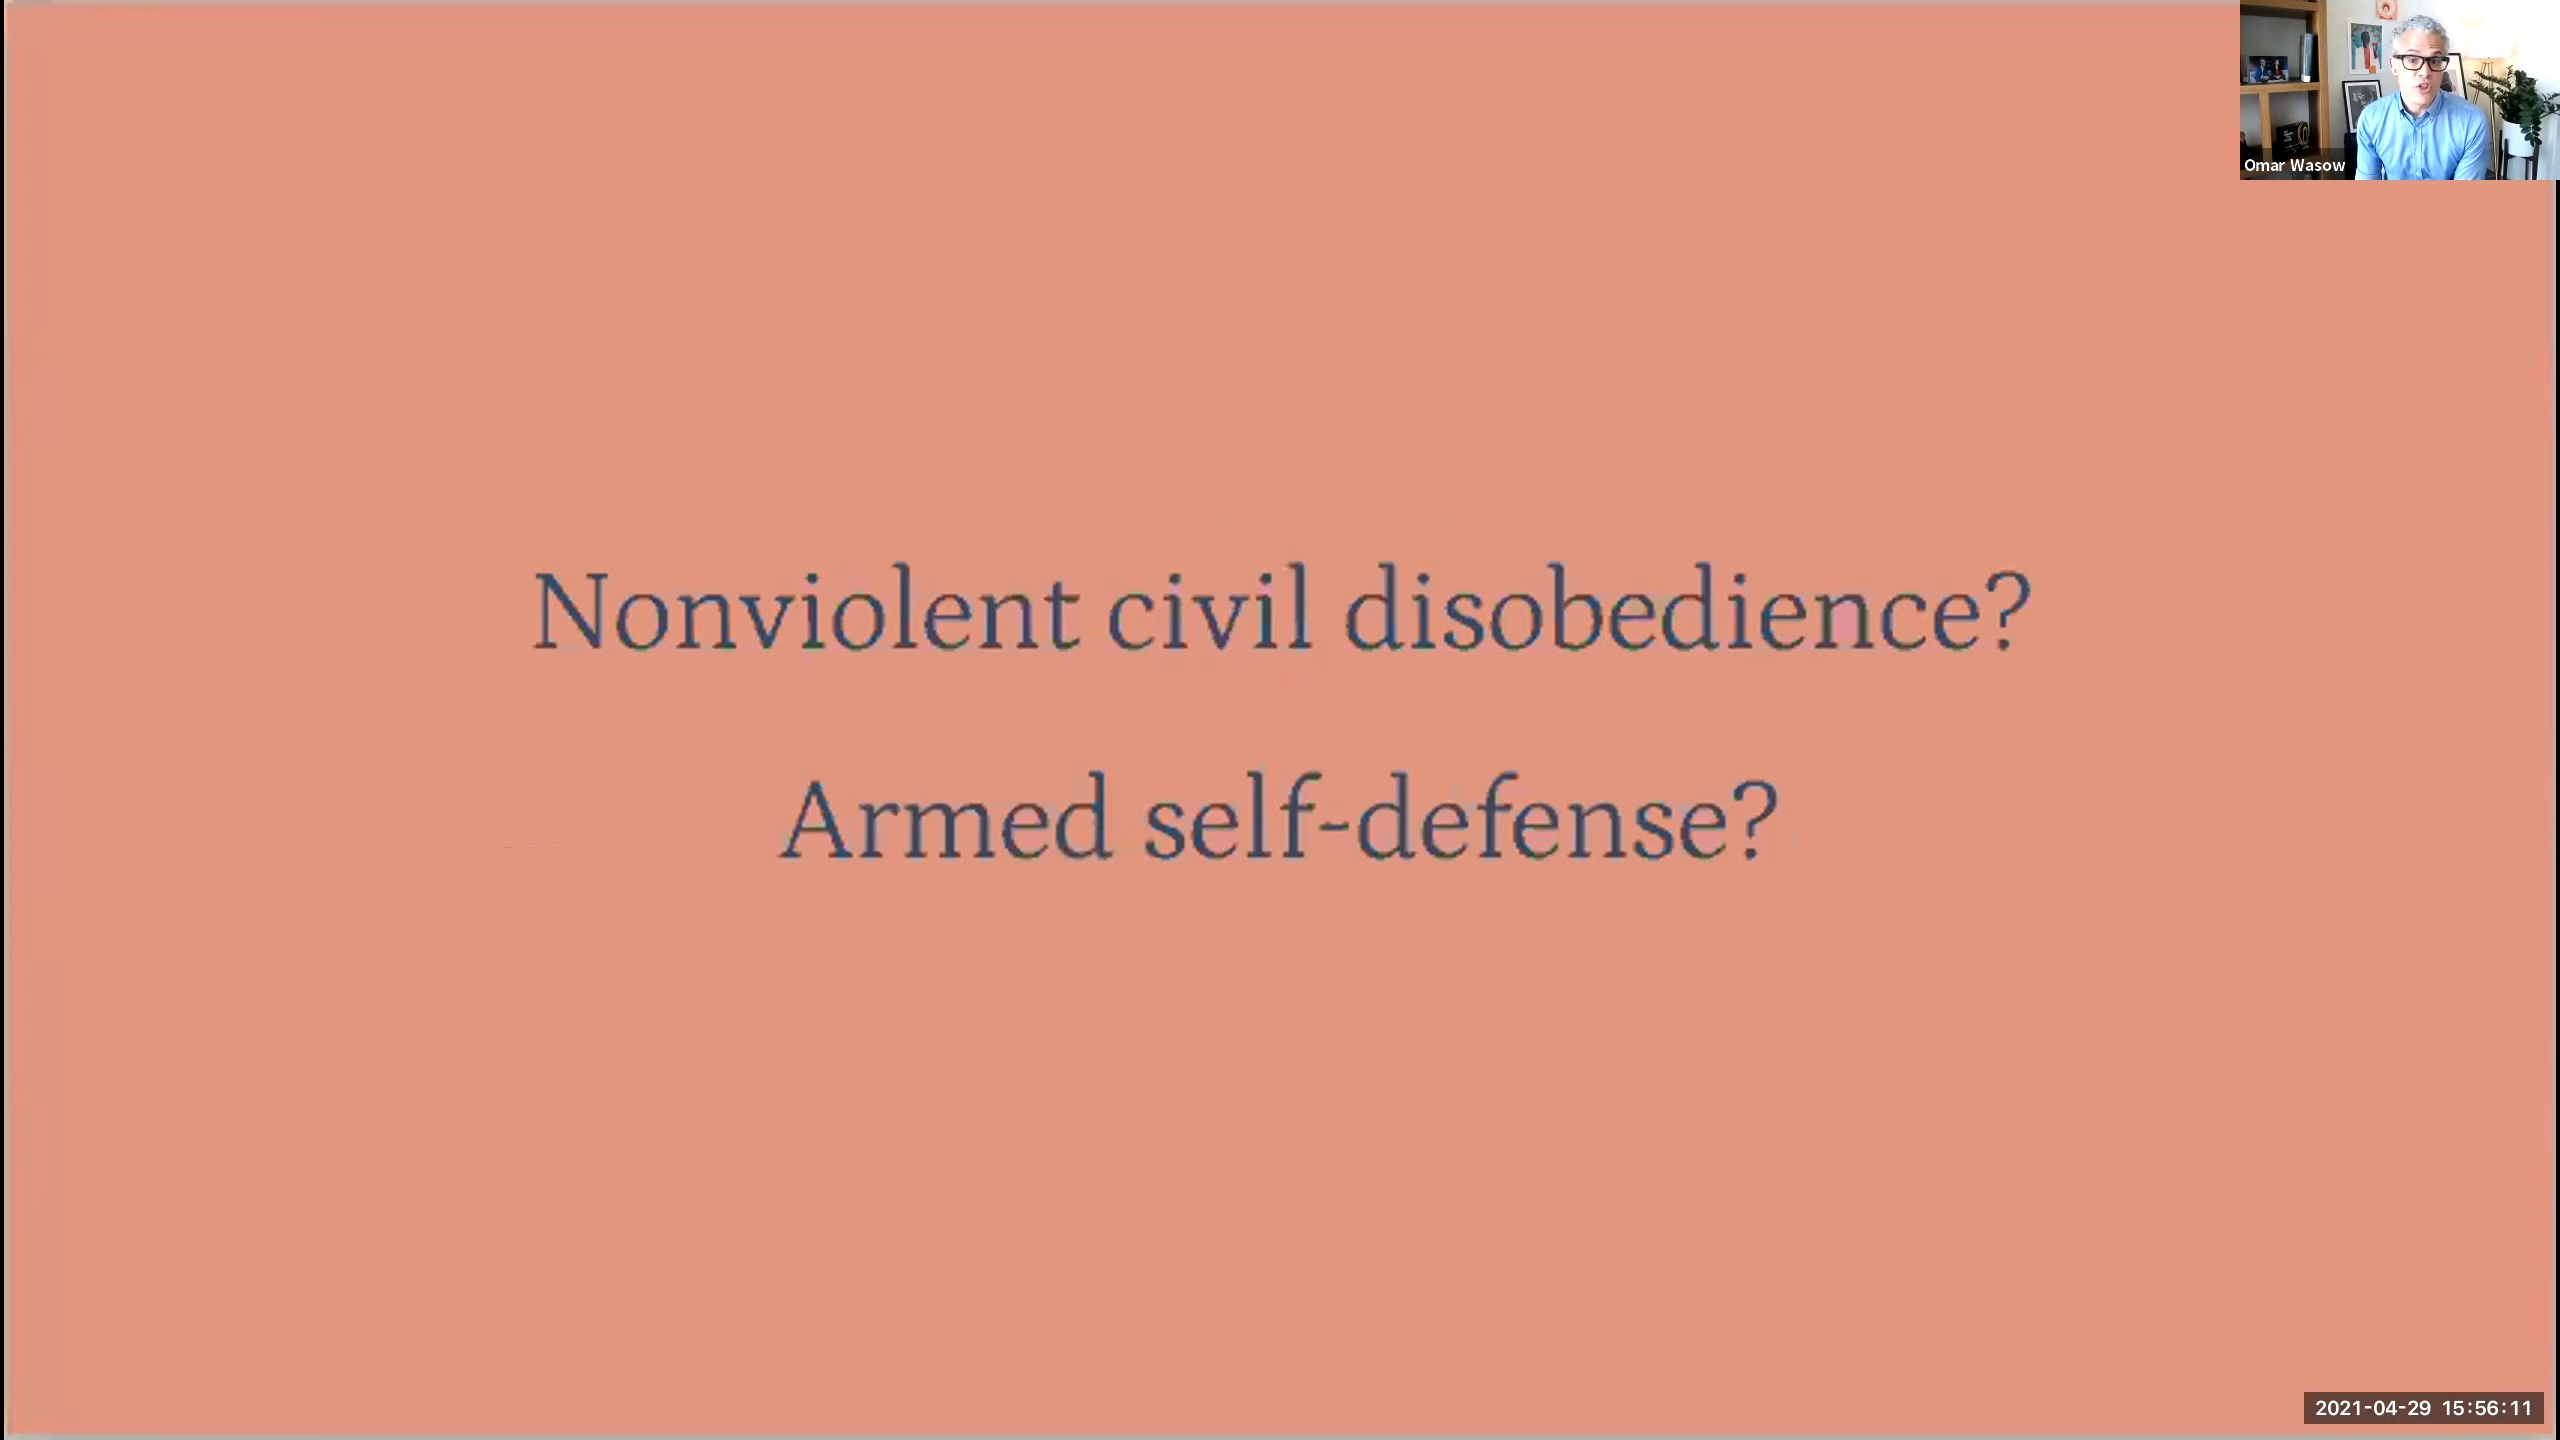 Omar Wasow
Nonviolent civil disobedience?
Armed self-defense?
2021-04-29 15:56:11